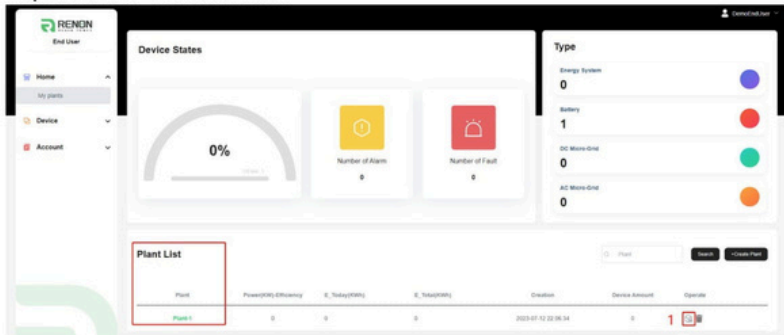 RENON
End User
DemoEndUser
Home
My plants
Device
Account
Device States
0%
Number of Alarm
0
Number of Fault
0
Type
Energy System
0
Battery
1
DC Micro-Grid
0
AC Micro-Grid
0
Plant List
Plant
Search
+Create Plant
Plant Power(KW)-Efficiency E_Today(KWh) E_Total(KWh) Creation Device Amount Operate
Plant-1 0 0 0 2023-07-12 22:06:34 0 1